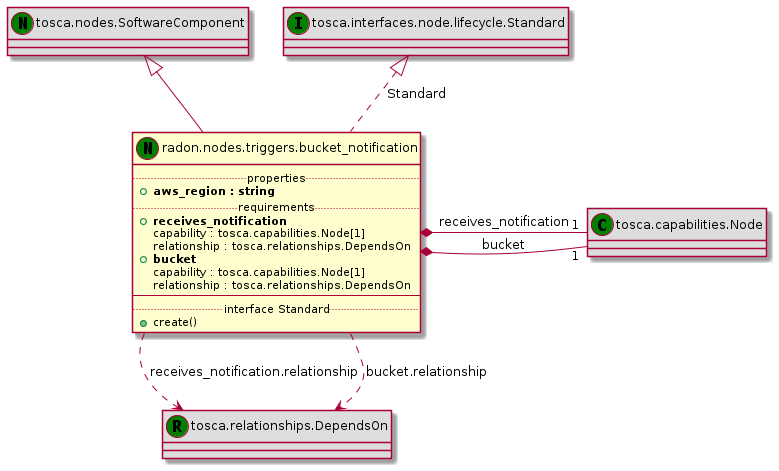 N tosca.nodes.SoftwareComponent
I tosca.interfaces.node.lifecycle.Standard
Standard
N radon.nodes.triggers.bucket_notification
properties
aws_region : string
requirements
receives_notification
capability : tosca.capabilities.Node[1]
relationship : tosca.relationships.DependsOn
bucket
capability : tosca.capabilities.Node[1]
relationship : tosca.relationships.DependsOn
interface Standard
create()
receives_notification 1
bucket
1
C tosca.capabilities.Node
receives_notification.relationship
bucket.relationship
R tosca.relationships.DependsOn